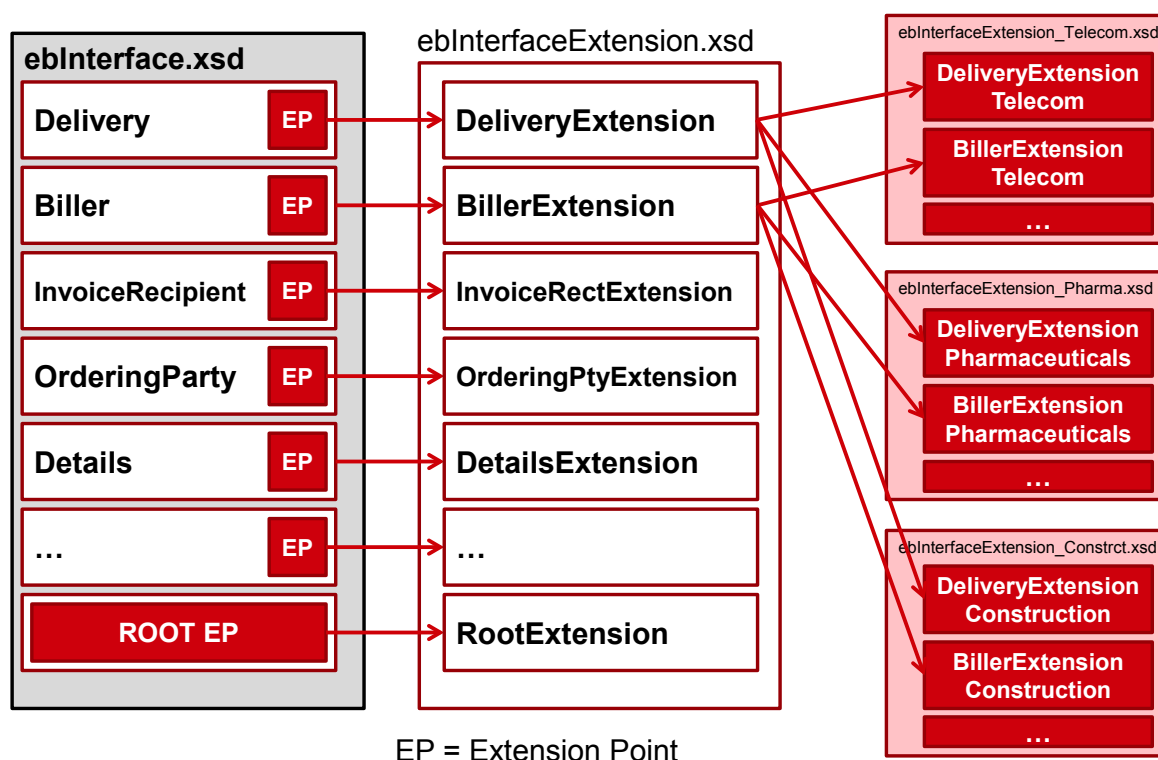 ebInterface.xsd
Delivery
EP
Biller
EP
InvoiceRecipient
EP
OrderingParty
EP
Details
EP
...
EP
ROOT EP
ebInterfaceExtension.xsd
DeliveryExtension
BillerExtension
InvoiceRectExtension
OrderingPtyExtension
DetailsExtension
...
RootExtension
ebInterfaceExtension_Telecom.xsd
DeliveryExtension
Telecom
BillerExtension
Telecom
...
ebInterfaceExtension_Pharma.xsd
DeliveryExtension
Pharmaceuticals
BillerExtension
Pharmaceuticals
...
ebInterfaceExtension_Constrct.xsd
DeliveryExtension
Construction
BillerExtension
Construction
...
EP = Extension Point